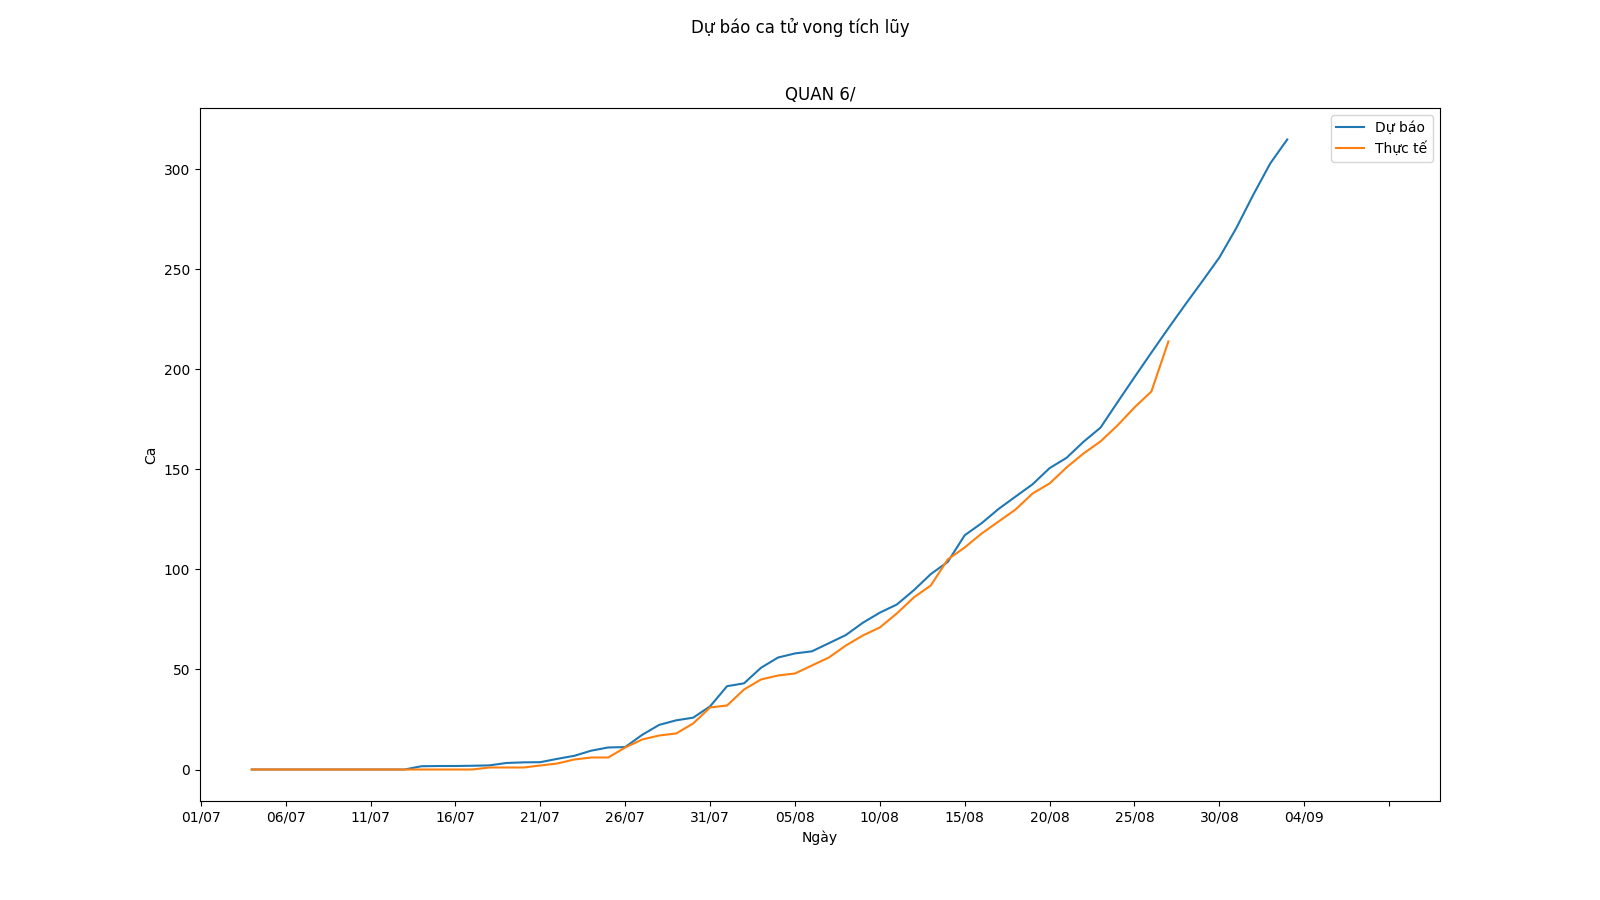 Dự báo ca tử vong tích lũy
QUAN 6/
Dự báo
Thực tế
300
250
200
150
100
50
0
Ca
01/07 06/07 11/07 16/07 21/07 26/07 31/07 05/08 10/08 15/08 20/08 25/08 30/08 04/09
Ngày